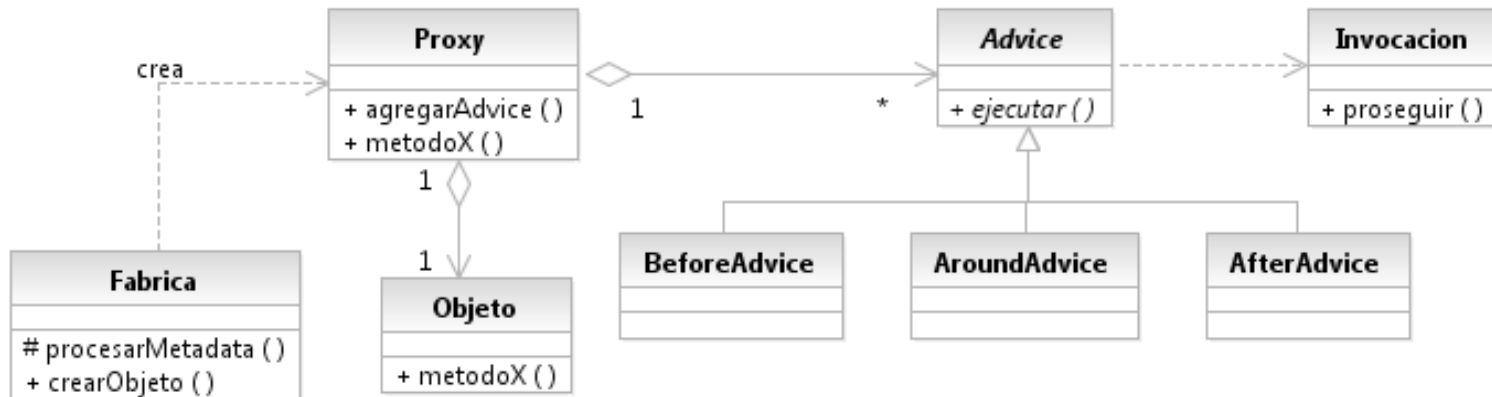 Proxy
+ agregarAdvice ( )
+ metodoX ( )
crea
1
*
Advice
+ ejecutar ( )
Invocacion
+ proseguir ( )
1
1
Fabrica
# procesarMetadata ( )
+ crearObjeto ( )
Objeto
+ metodoX ( )
BeforeAdvice
AroundAdvice
AfterAdvice